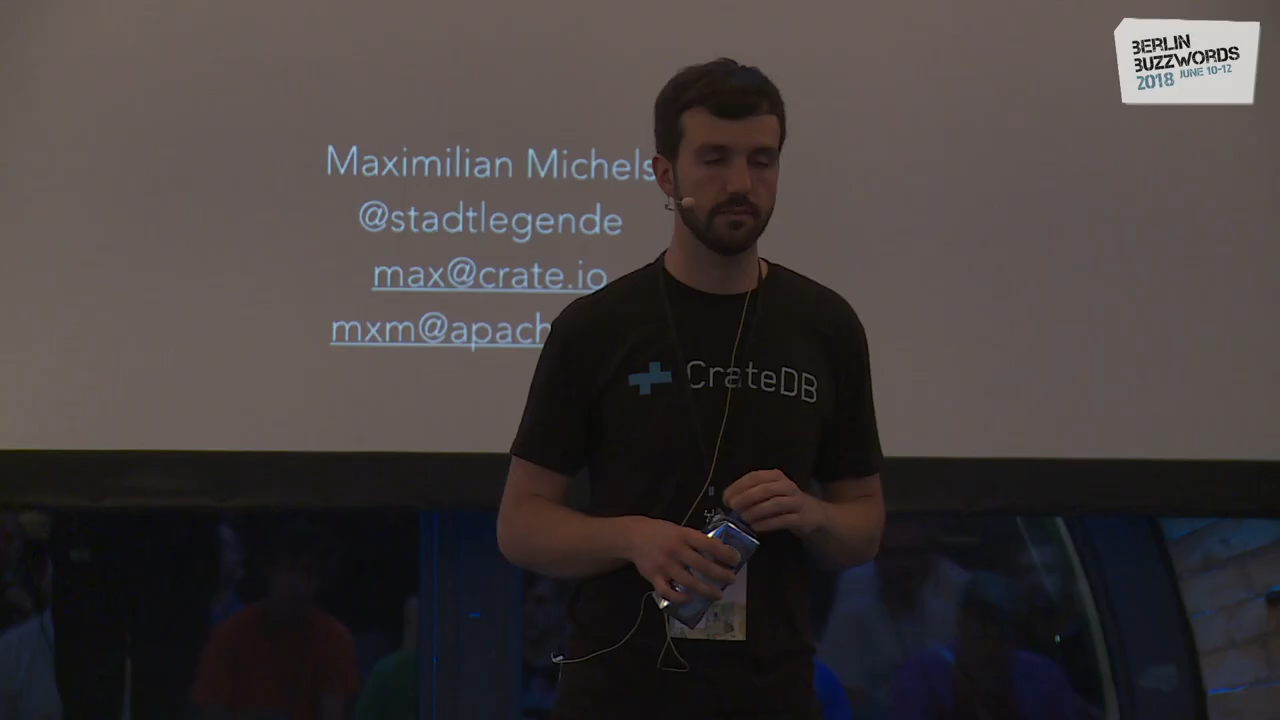 BERLIN
BUZZWORDS
2018 JUNE 10-12
Maximilian Michels
@stadtlegende
max@crate.io
mxm@apach
CrateDB